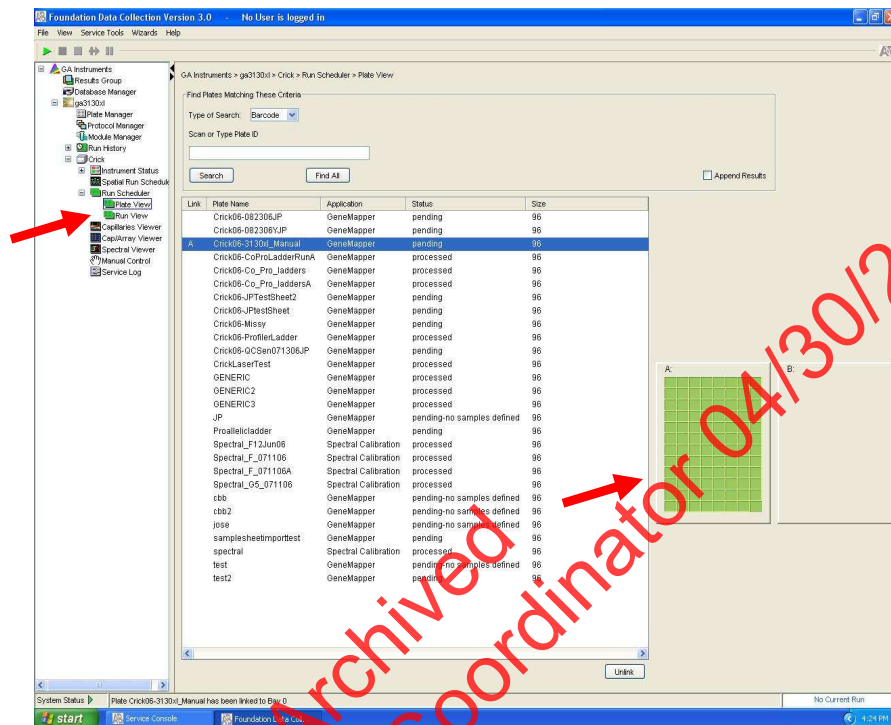 Foundation Data Collection Version 3.0 - No User is logged in
File View Service Tools Wizards Help
GA Instruments
Results Group
Database Manager
ga3130xl
Plate Manager
Protocol Manager
Module Manager
Run History
Crick
Instrument Status
Spatial Run Schedul
Run Scheduler
Plate View
Run View
Capillaries Viewer
Cap/Array Viewer
Spectral Viewer
Manual Control
Service Log
GA Instruments > ga3130xl > Crick > Run Scheduler > Plate View
Find Plates Matching These Criteria
Type of Search: Barcode
Scan or Type Plate ID
Search Find All Append Results
Link Plate Name Application Status Size
Crick06-082306JP GeneMapper pending 96
Crick06-082306YJP GeneMapper pending 96
A Crick06-3130xl_Manual GeneMapper pending 96
Crick06-CoProLadderRunA GeneMapper processed 96
Crick06-Co_Pro_ladders GeneMapper processed 96
Crick06-Co_Pro_laddersA GeneMapper processed 96
Crick06-JPTestSheet2 GeneMapper pending 96
Crick06-JPtestSheet GeneMapper pending 96
Crick06-Missy GeneMapper pending 96
Crick06-ProfilerLadder GeneMapper processed 96
Crick06-QCSen071306JP GeneMapper pending 96
CrickLaserTest GeneMapper processed 96
GENERIC GeneMapper processed 96
GENERIC2 GeneMapper processed 96
GENERIC3 GeneMapper processed 96
JP GeneMapper pending-no samples defined 96
Proallelicladder GeneMapper pending 96
Spectral_F12Jun06 Spectral Calibration processed 96
Spectral_F_071106 Spectral Calibration processed 96
Spectral_F_071106A Spectral Calibration processed 96
Spectral_G5_071106 Spectral Calibration processed 96
cbb GeneMapper pending-no samples defined 96
cbb2 GeneMapper pending-no samples defined 96
jose GeneMapper pending-no samples defined 96
samplesheetimporttest GeneMapper pending 96
spectral Spectral Calibration processed 96
test GeneMapper pending-no samples defined 96
test2 GeneMapper pending 96
A: B:
Unlink
System Status Plate Crick06-3130xl_Manual has been linked to Bay 0 No Current Run
start Service Console Foundation Data Coll... 4:24 PM
Archived
Coordinator 04/30/2